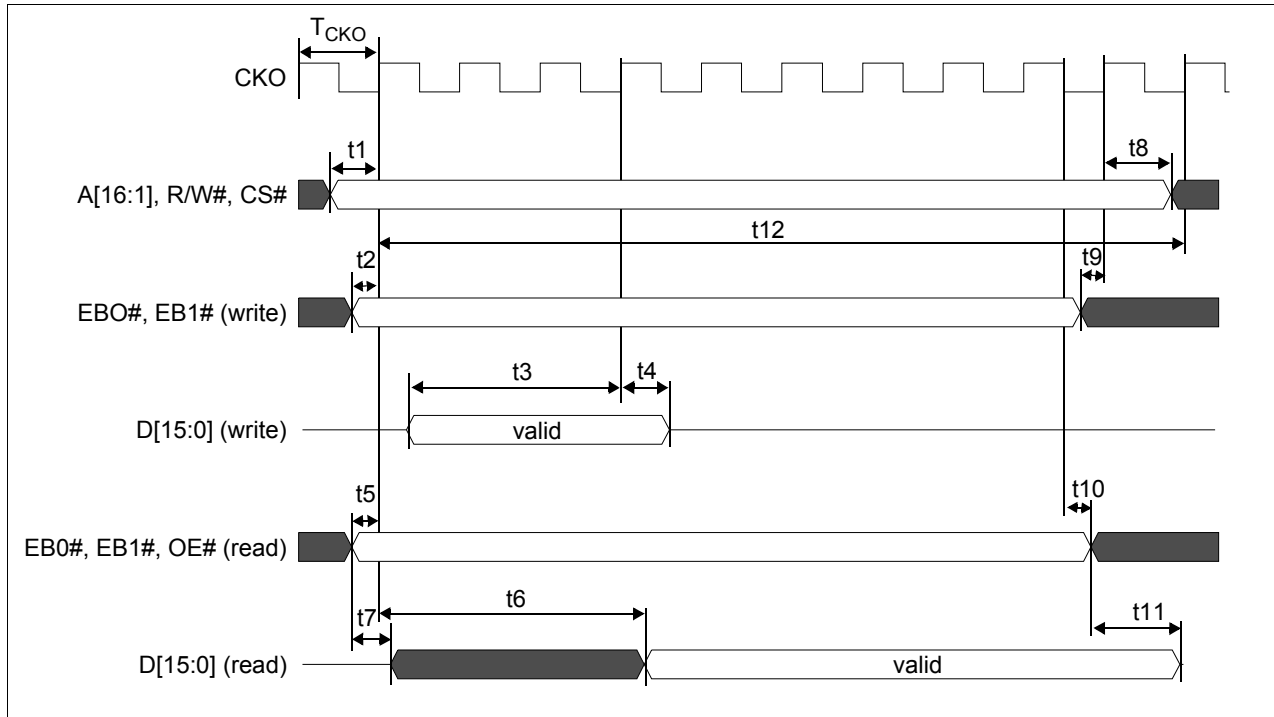 TCKO
CKO
t1
t8
A[16:1], R/W#, CS#
t12
t2
t9
EBO#, EB1# (write)
t3
t4
D[15:0] (write)
valid
t5
t10
EB0#, EB1#, OE# (read)
t6
t7
t11
D[15:0] (read)
valid